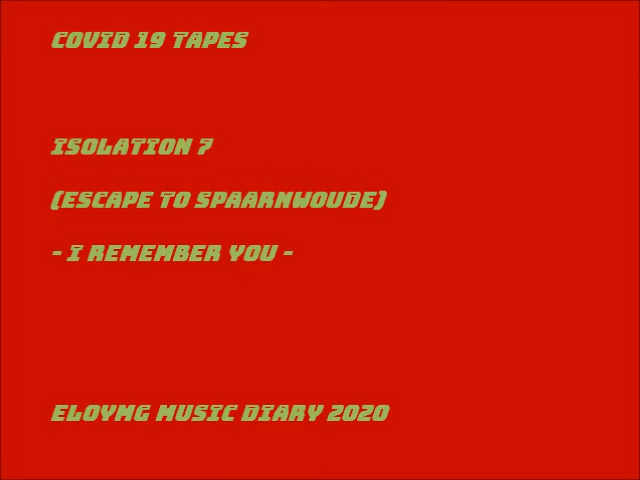 COVID 19 TAPES
ISOLATION 7
(ESCAPE TO SPAARNWOUDE)
- I REMEMBER YOU -
ELOYMG MUSIC DIARY 2020